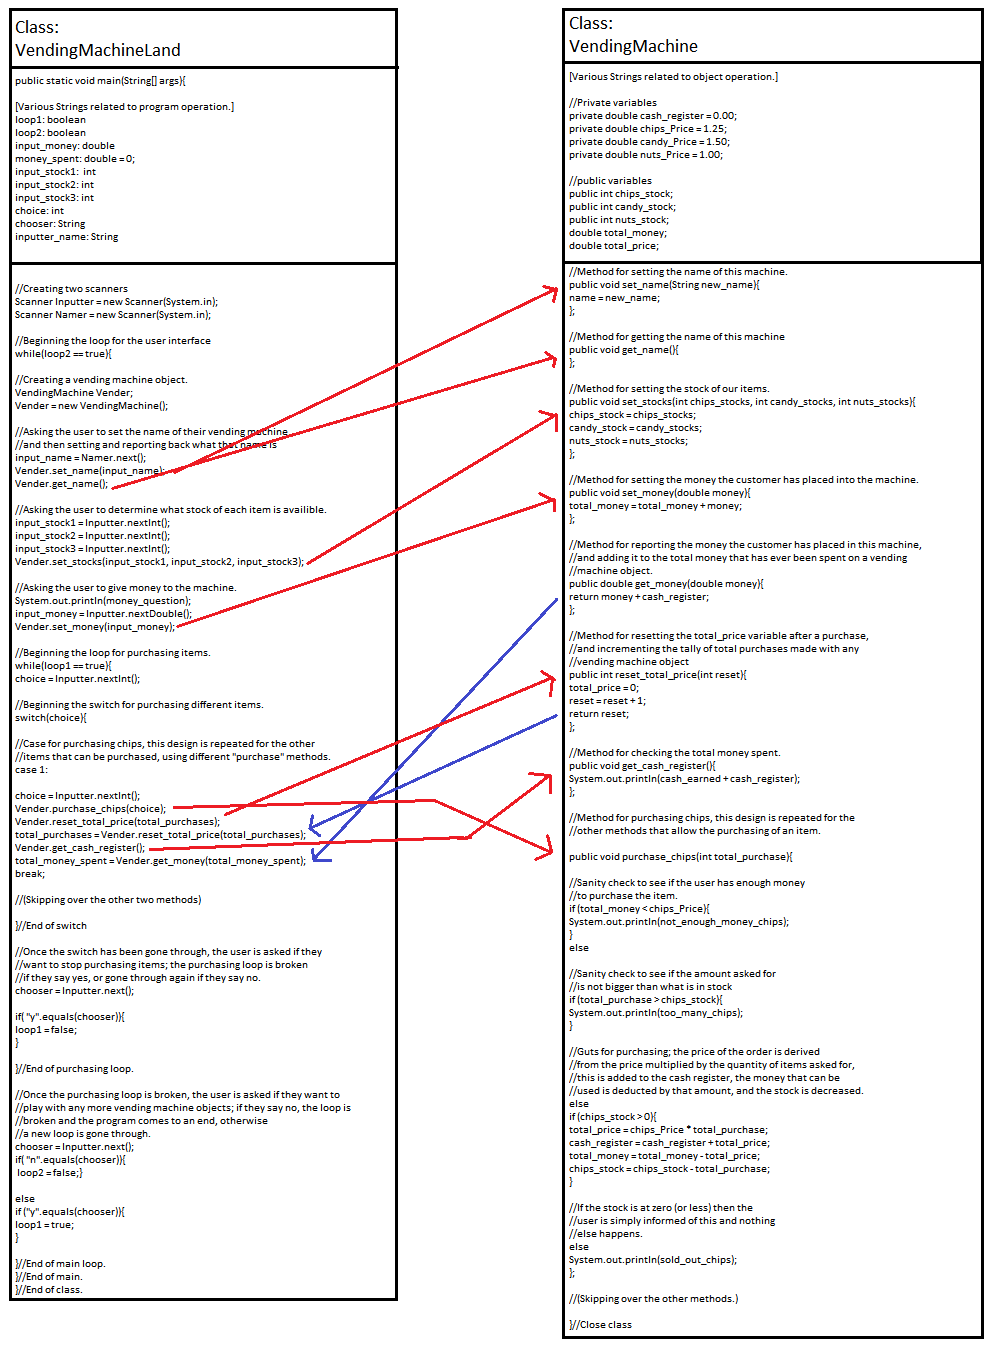 Class:
VendingMachineLand
public static void main(String[] args){
[Various Strings related to program operation.]
loop1: boolean
loop2: boolean
input_money: double
money_spent: double = 0;
input_stock1:  int
input_stock2: int
input_stock3: int
choice: int
chooser: String
inputter_name: String
//Creating two scanners
Scanner Inputter = new Scanner(System.in);
Scanner Namer = new Scanner(System.in);
//Beginning the loop for the user interface
while(loop2 == true){
//Creating a vending machine object.
VendingMachine Vender;
Vender = new VendingMachine();
//Asking the user to set the name of their vending machine
//and then setting and reporting back what that name is
input_name = Namer.next();
Vender.set_name(input_name);
Vender.get_name();
//Asking the user to determine what stock of each item is availible.
input_stock1 = Inputter.nextInt();
input_stock2 = Inputter.nextInt();
input_stock3 = Inputter.nextInt();
Vender.set_stocks(input_stock1, input_stock2, input_stock3);
//Asking the user to give money to the machine.
System.out.println(money_question);
input_money = Inputter.nextDouble();
Vender.set_money(input_money);
//Beginning the loop for purchasing items.
while(loop1 == true){
choice = Inputter.nextInt();
//Beginning the switch for purchasing different items.
switch(choice){
//Case for purchasing chips, this design is repeated for the other
//items that can be purchased, using different "purchase" methods.
case 1:
choice = Inputter.nextInt();
Vender.purchase_chips(choice);
Vender.reset_total_price(total_purchases);
total_purchases = Vender.reset_total_price(total_purchases);
Vender.get_cash_register();
total_money_spent = Vender.get_money(total_money_spent);
break;
//(Skipping over the other two methods)
}//End of switch
//Once the switch has been gone through, the user is asked if they
//want to stop purchasing items; the purchasing loop is broken
//if they say yes, or gone through again if they say no.
chooser = Inputter.next();
if( "y".equals(chooser)){
loop1 = false;
}
}//End of purchasing loop.
//Once the purchasing loop is broken, the user is asked if they want to
//play with any more vending machine objects; if they say no, the loop is
//broken and the program comes to an end, otherwise
//a new loop is gone through.
chooser = Inputter.next();
if( "n".equals(chooser)){
loop2 = false;}
else
if ("y".equals(chooser)){
loop1 = true;
}
}//End of main loop.
}//End of main.
}//End of class.
Class:
VendingMachine
[Various Strings related to object operation.]
//Private variables
private double cash_register = 0.00;
private double chips_Price = 1.25;
private double candy_Price = 1.50;
private double nuts_Price = 1.00;
//public variables
public int chips_stock;
public int candy_stock;
public int nuts_stock;
double total_money;
double total_price;
//Method for setting the name of this machine.
public void set_name(String new_name){
name = new_name;
};
//Method for getting the name of this machine
public void get_name(){
};
//Method for setting the stock of our items.
public void set_stocks(int chips_stocks, int candy_stocks, int nuts_stocks){
chips_stock = chips_stocks;
candy_stock = candy_stocks;
nuts_stock = nuts_stocks;
};
//Method for setting the money the customer has placed into the machine.
public void set_money(double money){
total_money = total_money + money;
};
//Method for reporting the money the customer has placed in this machine,
//and adding it to the total money that has ever been spent on a vending
//machine object.
public double get_money(double money){
return money + cash_register;
};
//Method for resetting the total_price variable after a purchase,
//and incrementing the tally of total purchases made with any
//vending machine object
public int reset_total_price(int reset){
total_price = 0;
reset = reset + 1;
return reset;
};
//Method for checking the total money spent.
public void get_cash_register(){
System.out.println(cash_earned + cash_register);
};
//Method for purchasing chips, this design is repeated for the
//other methods that allow the purchasing of an item.
public void purchase_chips(int total_purchase){
//Sanity check to see if the user has enough money
//to purchase the item.
if (total_money < chips_Price){
System.out.println(not_enough_money_chips);
}
else
//Sanity check to see if the amount asked for
//is not bigger than what is in stock
if (total_purchase > chips_stock){
System.out.println(too_many_chips);
}
//Guts for purchasing; the price of the order is derived
//from the price multiplied by the quantity of items asked for,
//this is added to the cash register, the money that can be
//used is deducted by that amount, and the stock is decreased.
else
if (chips_stock > 0){
total_price = chips_Price * total_purchase;
cash_register = cash_register + total_price;
total_money = total_money - total_price;
chips_stock = chips_stock - total_purchase;
}
//If the stock is at zero (or less) then the
//user is simply informed of this and nothing
//else happens.
else
System.out.println(sold_out_chips);
};
//(Skipping over the other methods.)
}//Close class